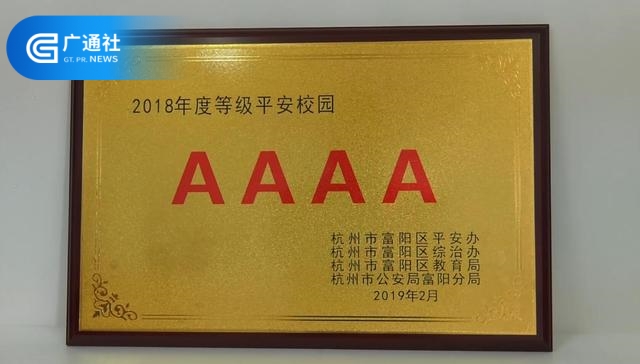 广通社
GT. PR. NEWS
2018年度等级平安校园
AAAA
杭州市富阳区平安办
杭州市富阳区综治办
杭州市富阳区教育局
杭州市公安局富阳分局
2019年2月